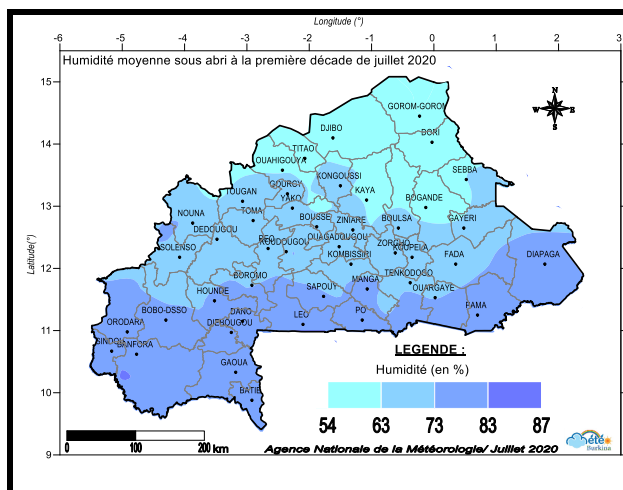 Longitude (°)
-6 -5 -4 -3 -2 -1 0 1 2 3
Humidité moyenne sous abri à la première décade de juillet 2020
15
14
13
12
11
10
9
Latitude(°)
N
W E
S
GOROM-GORON
DJIBO
DORI
TITAO
OUAHIGOUYA
KONGOUSSI
SEBBA
TOUGAN
GOURGY
YAKO
KAYA
BOGANDE
NOUNA
TOMA
BOUSSE
ZINIARE
BOULSA
GAYERI
DEDOUGOU
REO
KOUDOUGOU
OUAGADOUGOU
ZORGHO
KOUPELA
SOLENSO
KOMBISSIRI
FADA
DIAPAGA
TENKODOGO
BOROMO
HOUNDE
SAPOUY
MANGA
OUARGAYE
BOBO-DSSO
DANO
LEO
PO
PAMA
ORODARA
DIEHOUGOU
SINDOU
BANFORA
GAOUA
BATIE
LEGENDE :
Humidité (en %)
54 63 73 83 87
0 100 200 km
Agence Nationale de la Météorologie/ Juillet 2020
étéo
Burkina